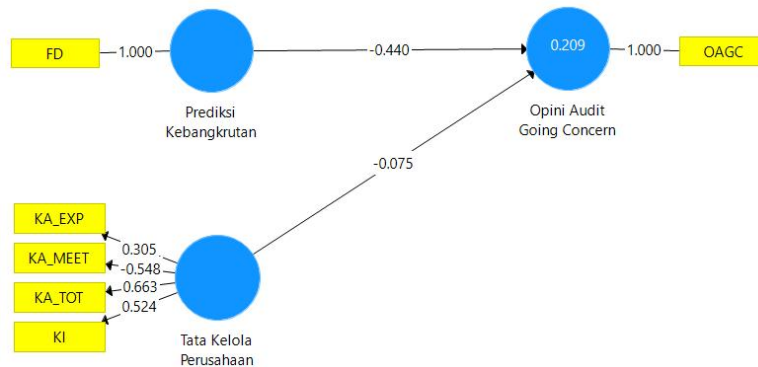 FD
1.000
-0.440
0.209
1.000
OAGC
Prediksi
Kebangkrutan
Opini Audit
Going Concern
-0.075
KA_EXP
0.305
KA_MEET
-0.548
KA_TOT
0.663
KI
0.524
Tata Kelola
Perusahaan